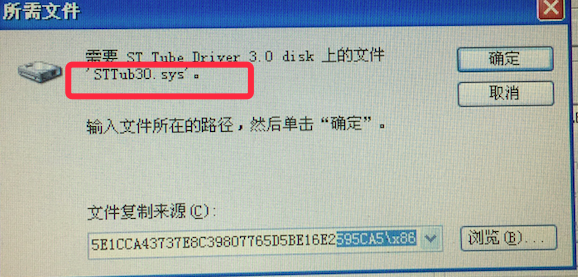 所需文件
需要 ST Tube Driver 3.0 disk 上的文件
'STTub30.sys'。
确定
取消
输入文件所在的路径，然后单击“确定”。
文件复制来源(C):
5E1CCA43737E8C39807765D5BE16E2595CA5\x86
浏览(B)...